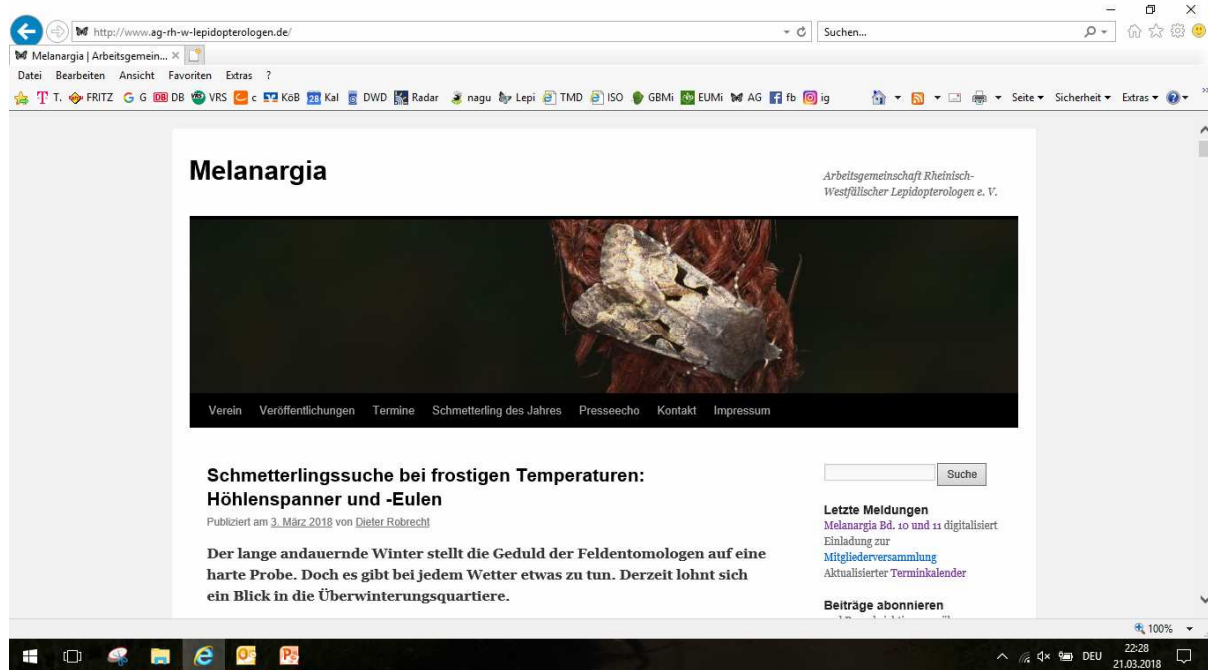 http://www.ag-rh-w-lepidopterologen.de/
Suchen...
Melanargia | Arbeitsgemein...
Datei Bearbeiten Ansicht Favoriten Extras ?
T. FRITZ G G DB DB VRS c KöB 28 Kal DWD Radar nagu Lepi TMD ISO GBMi EUMi AG fb ig Seite Sicherheit Extras
Melanargia
Arbeitsgemeinschaft Rheinisch-
Westfälischer Lepidopterologen e. V.
Verein Veröffentlichungen Termine Schmetterling des Jahres Presseecho Kontakt Impressum
Schmetterlingssuche bei frostigen Temperaturen:
Höhlenspanner und -Eulen
Publiziert am 3. März 2018 von Dieter Robrecht
Der lange andauernde Winter stellt die Geduld der Feldentomologen auf eine
harte Probe. Doch es gibt bei jedem Wetter etwas zu tun. Derzeit lohnt sich
ein Blick in die Überwinterungsquartiere.
Suche
Letzte Meldungen
Melanargia Bd. 10 und 11 digitalisiert
Einladung zur
Mitgliederversammlung
Aktualisierter Terminkalender
Beiträge abonnieren
100%
DEU
22:28
21.03.2018